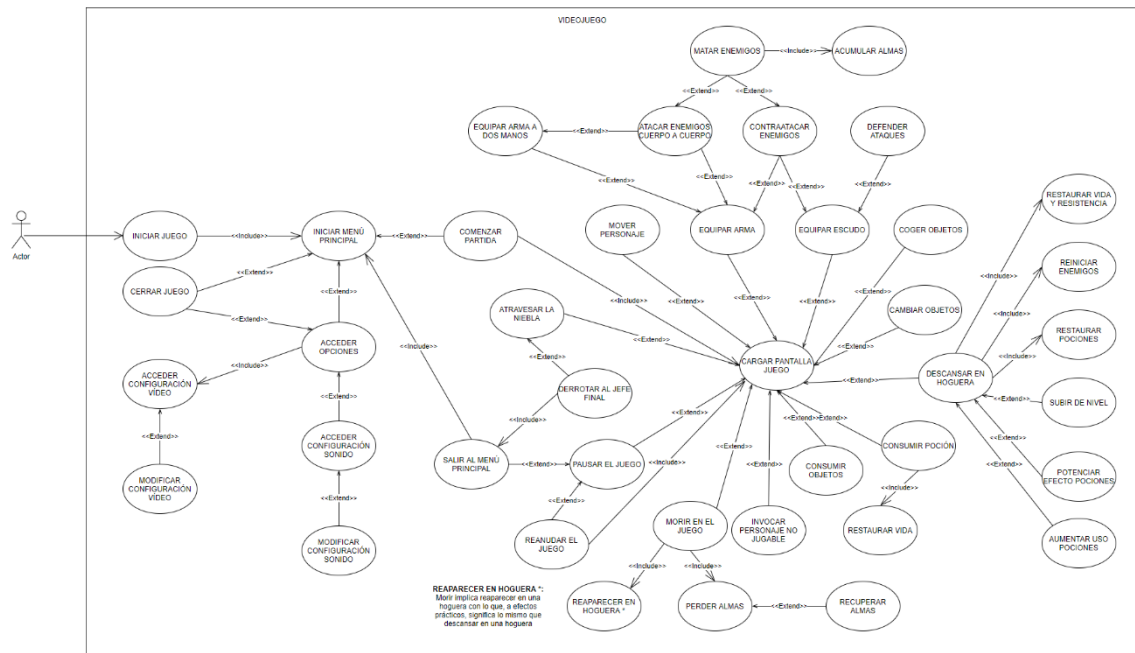 VIDEOJUEGO
MATAR ENEMIGOS
<<Include>>
ACUMULAR ALMAS
<<Extend>>
<<Extend>>
EQUIPAR ARMA A
DOS MANOS
<<Extend>>
ATACAR ENEMIGOS
CUERPO A CUERPO
CONTRAATACAR
ENEMIGOS
DEFENDER
ATAQUES
<<Extend>>
<<Extend>>
<<Extend>>
<<Extend>>
<<Extend>>
RESTAURAR VIDA
Y RESISTENCIA
Actor
INICIAR JUEGO
<<Include>>
INICIAR MENÚ
PRINCIPAL
<<Extend>>
COMENZAR
PARTIDA
MOVER
PERSONAJE
EQUIPAR ARMA
EQUIPAR ESCUDO
COGER OBJETOS
REINICIAR
ENEMIGOS
<<Extend>>
<<Extend>>
<<Include>>
CERRAR JUEGO
<<Extend>>
<<Include>>
<<Extend>>
<<Extend>>
<<Extend>>
<<Extend>>
<<Include>>
ATRAVESAR LA
NIEBLA
<<Extend>>
CAMBIAR OBJETOS
<<Extend>>
RESTAURAR
POCIONES
<<Include>>
ACCEDER
OPCIONES
<<Include>>
<<Include>>
<<Extend>>
CARGAR PANTALLA
JUEGO
<<Extend>>
DESCANSAR EN
HOGUERA
ACCEDER
CONFIGURACIÓN
VÍDEO
DERROTAR AL JEFE
FINAL
<<Extend>>
SUBIR DE NIVEL
<<Extend>>
<<Include>>
<<Extend>>
<<Extend>>
<<Extend>>
<<Extend>>
<<Extend>>
<<Extend>>
ACCEDER
CONFIGURACIÓN
SONIDO
SALIR AL MENÚ
PRINCIPAL
<<Extend>>
PAUSAR EL JUEGO
<<Include>>
CONSUMIR
OBJETOS
CONSUMIR POCIÓN
<<Extend>>
<<Extend>>
POTENCIAR
EFECTO POCIONES
MODIFICAR
CONFIGURACIÓN
VÍDEO
<<Extend>>
<<Include>>
<<Extend>>
REANUDAR EL
JUEGO
MORIR EN EL
JUEGO
INVOCAR
PERSONAJE NO
JUGABLE
RESTAURAR VIDA
AUMENTAR USO
POCIONES
MODIFICAR
CONFIGURACIÓN
SONIDO
<<Include>>
<<Include>>
REAPARECER EN HOGUERA *:
Morir implica reaparecer en una
hoguera con lo que, a efectos
prácticos, significa lo mismo que
descansar en una hoguera
REAPARECER EN
HOGUERA *
PERDER ALMAS
<<Extend>>
RECUPERAR
ALMAS